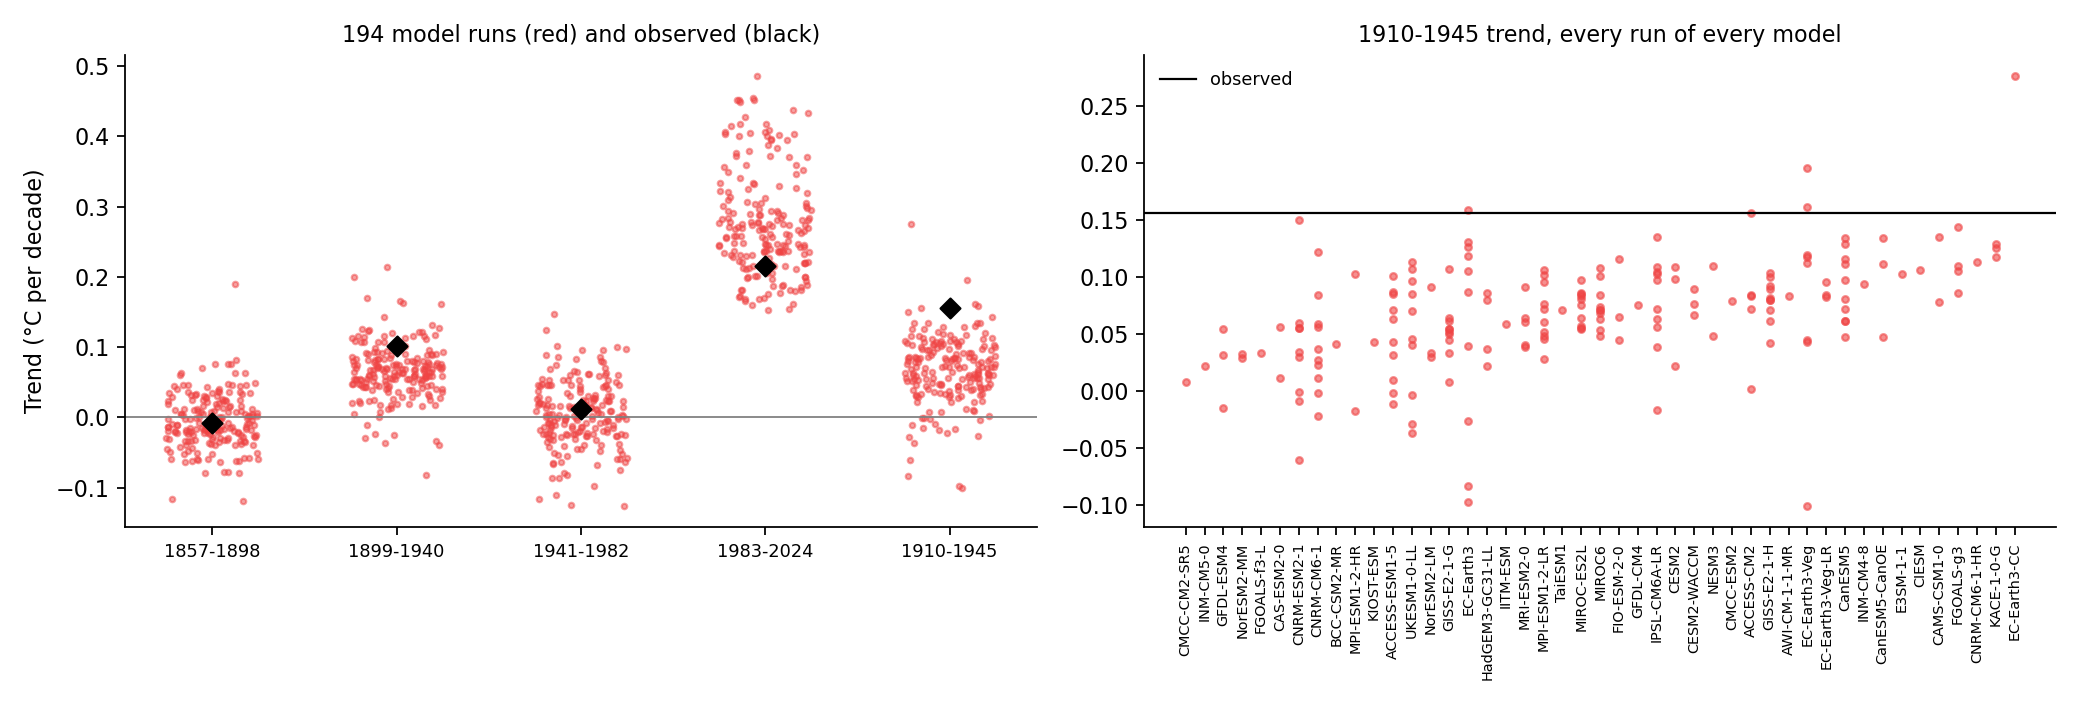 194 model runs (red) and observed (black)
Trend (°C per decade)
0.5
0.4
0.3
0.2
0.1
0.0
−0.1
1857-1898
1899-1940
1941-1982
1983-2024
1910-1945
1910-1945 trend, every run of every model
observed
0.25
0.20
0.15
0.10
0.05
0.00
−0.05
−0.10
CMCC-CM2-SR5
INM-CM5-0
GFDL-ESM4
NorESM2-MM
FGOALS-f3-L
CAS-ESM2-0
CNRM-ESM2-1
CNRM-CM6-1
BCC-CSM2-MR
MPI-ESM1-2-HR
KIOST-ESM
ACCESS-ESM1-5
UKESM1-0-LL
NorESM2-LM
GISS-E2-1-G
EC-Earth3
HadGEM3-GC31-LL
IITM-ESM
MRI-ESM2-0
MPI-ESM1-2-LR
TaiESM1
MIROC-ES2L
MIROC6
FIO-ESM-2-0
GFDL-CM4
IPSL-CM6A-LR
CESM2
CESM2-WACCM
NESM3
CMCC-ESM2
ACCESS-CM2
GISS-E2-1-H
AWI-CM-1-1-MR
EC-Earth3-Veg
EC-Earth3-Veg-LR
CanESM5
INM-CM4-8
CanESM5-CanOE
E3SM-1-1
CIESM
CAMS-CSM1-0
FGOALS-g3
CNRM-CM6-1-HR
KACE-1-0-G
EC-Earth3-CC